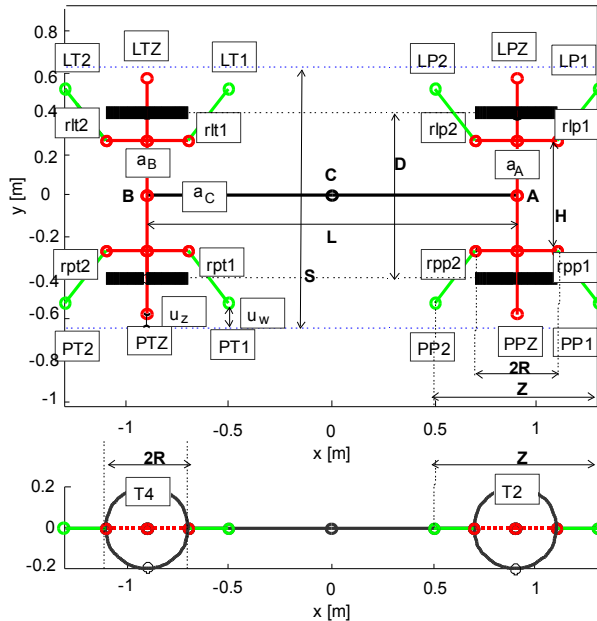 0.8
LT2 LTZ LT1 LP2 LPZ LP1
0.6
0.4
rlt2 rlt1 rlp2 rlp1
0.2
a_B D a_A
C
y [m] 0 B a_C A
H
L
-0.2
rpt2 rpt1 rpp2 rpp1
-0.4
S
-0.6 u_z u_w
PT2 PTZ PT1 PP2 PPZ PP1
-0.8
2R
Z
-1
-1 -0.5 0 0.5 1
x [m]
2R Z
0.2 T4 T2
0
-0.2
-1 -0.5 0 0.5 1
x [m]